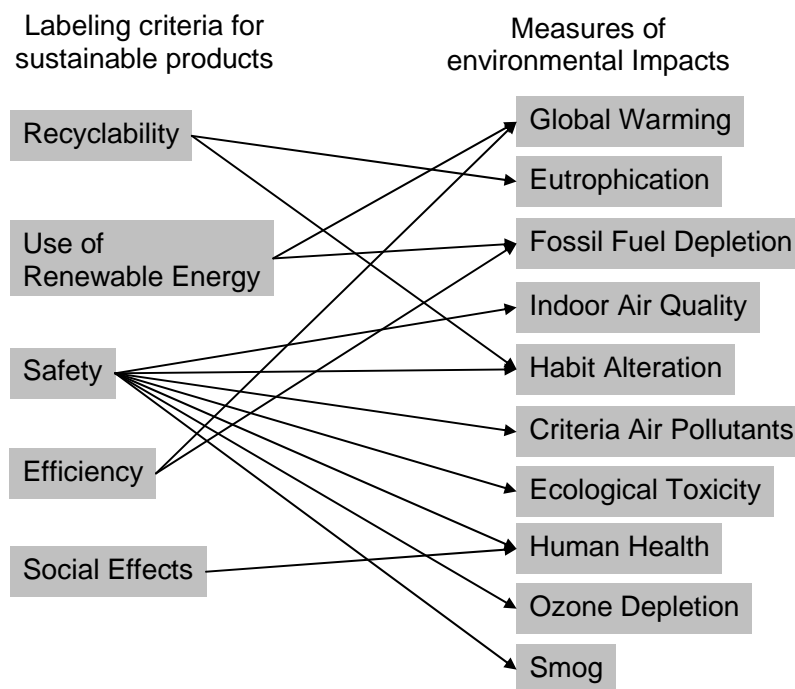 Labeling criteria for
sustainable products
Measures of
environmental Impacts
Recyclability
Use of
Renewable Energy
Safety
Efficiency
Social Effects
Global Warming
Eutrophication
Fossil Fuel Depletion
Indoor Air Quality
Habit Alteration
Criteria Air Pollutants
Ecological Toxicity
Human Health
Ozone Depletion
Smog